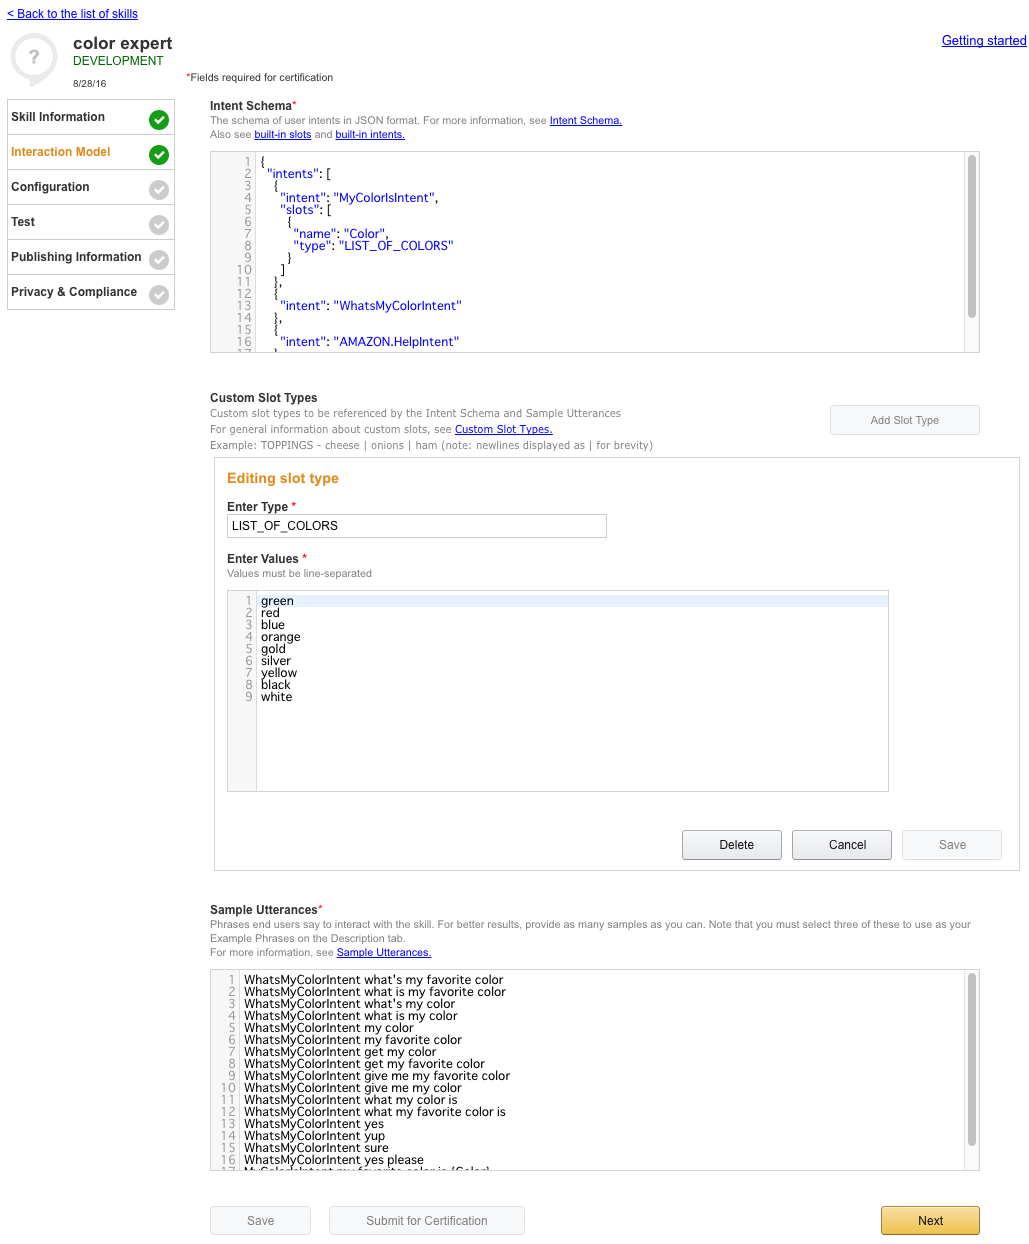 < Back to the list of skills
?
color expert
DEVELOPMENT
8/28/16
Getting started
*Fields required for certification
Skill Information
Interaction Model
Configuration
Test
Publishing Information
Privacy & Compliance
Intent Schema*
The schema of user intents in JSON format. For more information, see Intent Schema.
Also see built-in slots and built-in intents.
1 {
2 "intents": [
3 {
4 "intent": "MyColorIsIntent",
5 "slots": [
6 {
7 "name": "Color",
8 "type": "LIST_OF_COLORS"
9 }
10 ]
11 },
12 {
13 "intent": "WhatsMyColorIntent"
14 },
15 {
16 "intent": "AMAZON.HelpIntent"
17 }
Custom Slot Types
Custom slot types to be referenced by the Intent Schema and Sample Utterances
For general information about custom slots, see Custom Slot Types.
Example: TOPPINGS - cheese | onions | ham (note: newlines displayed as | for brevity)
Add Slot Type
Editing slot type
Enter Type *
LIST_OF_COLORS
Enter Values *
Values must be line-separated
1 green
2 red
3 blue
4 orange
5 gold
6 silver
7 yellow
8 black
9 white
Delete
Cancel
Save
Sample Utterances*
Phrases end users say to interact with the skill. For better results, provide as many samples as you can. Note that you must select three of these to use as your
Example Phrases on the Description tab.
For more information, see Sample Utterances.
1 WhatsMyColorIntent what's my favorite color
2 WhatsMyColorIntent what is my favorite color
3 WhatsMyColorIntent what's my color
4 WhatsMyColorIntent what is my color
5 WhatsMyColorIntent my color
6 WhatsMyColorIntent my favorite color
7 WhatsMyColorIntent get my color
8 WhatsMyColorIntent get my favorite color
9 WhatsMyColorIntent give me my favorite color
10 WhatsMyColorIntent give me my color
11 WhatsMyColorIntent what my color is
12 WhatsMyColorIntent what my favorite color is
13 WhatsMyColorIntent yes
14 WhatsMyColorIntent yup
15 WhatsMyColorIntent sure
16 WhatsMyColorIntent yes please
17 MyColorIsIntent my favorite color is {Color}
Save
Submit for Certification
Next